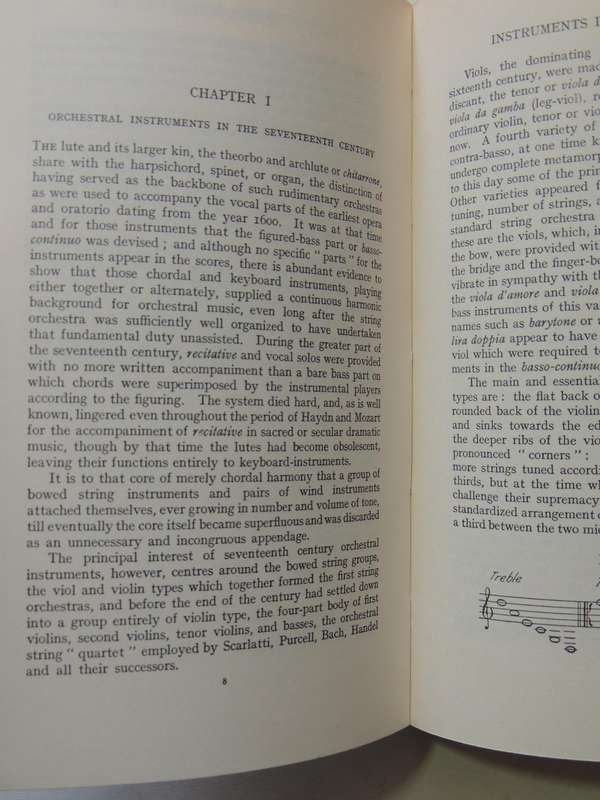 CHAPTER I
ORCHESTRAL INSTRUMENTS IN THE SEVENTEENTH CENTURY
THE lute and its larger kin, the theorbo and archlute or chitarrone,
share with the harpsichord, spinet, or organ, the distinction of
having served as the backbone of such rudimentary orchestras
as were used to accompany the vocal parts of the earliest opera
and oratorio dating from the year 1600. It was at that time
and for those instruments that the figured-bass part or basso-
continuo was devised; and although no specific "parts" for the
instruments appear in the scores, there is abundant evidence to
show that those chordal and keyboard instruments, playing
either together or alternately, supplied a continuous harmonic
background for orchestral music, even long after the string
orchestra was sufficiently well organized to have undertaken
that fundamental duty unassisted. During the greater part of
the seventeenth century, recitative and vocal solos were provided
with no more written accompaniment than a bare bass part on
which chords were superimposed by the instrumental players
according to the figuring. The system died hard, and, as is well
known, lingered even throughout the period of Haydn and Mozart
for the accompaniment of recitative in sacred or secular dramatic
music, though by that time the lutes had become obsolescent,
leaving their functions entirely to keyboard-instruments.
It is to that core of merely chordal harmony that a group of
bowed string instruments and pairs of wind instruments
attached themselves, ever growing in number and volume of tone,
till eventually the core itself became superfluous and was discarded
as an unnecessary and incongruous appendage.
The principal interest of seventeenth century orchestral
instruments, however, centres around the bowed string groups,
the viol and violin types which together formed the first string
orchestras, and before the end of the century had settled down
into a group entirely of violin type, the four-part body of first
violins, second violins, tenor violins, and basses, the orchestral
string "quartet" employed by Scarlatti, Purcell, Bach, Handel
and all their successors.
8
INSTRUMENTS
Viols, the dominating
sixteenth century, were
discant, the tenor or viola
viola da gamba (leg-viol),
ordinary violin, tenor or
now. A fourth variety of
contra-basso, at one time
undergo complete
to this day some of the
Other varieties appeared
tuning, number of strings,
standard string orchestra
these are the viols, which,
the bow, were provided
the bridge and the
vibrate in sympathy with
the viola d'amore and viola
bass instruments of this
names such as barytone or
lira doppia appear to have
viol which were required
ments in the basso-continuo
The main and essential
types are: the flat back
rounded back of the violin
and sinks towards the
the deeper ribs of the
pronounced "corners":
more strings tuned
thirds, but at the time
challenge their supremacy
standardized arrangement
a third between the two
Treble